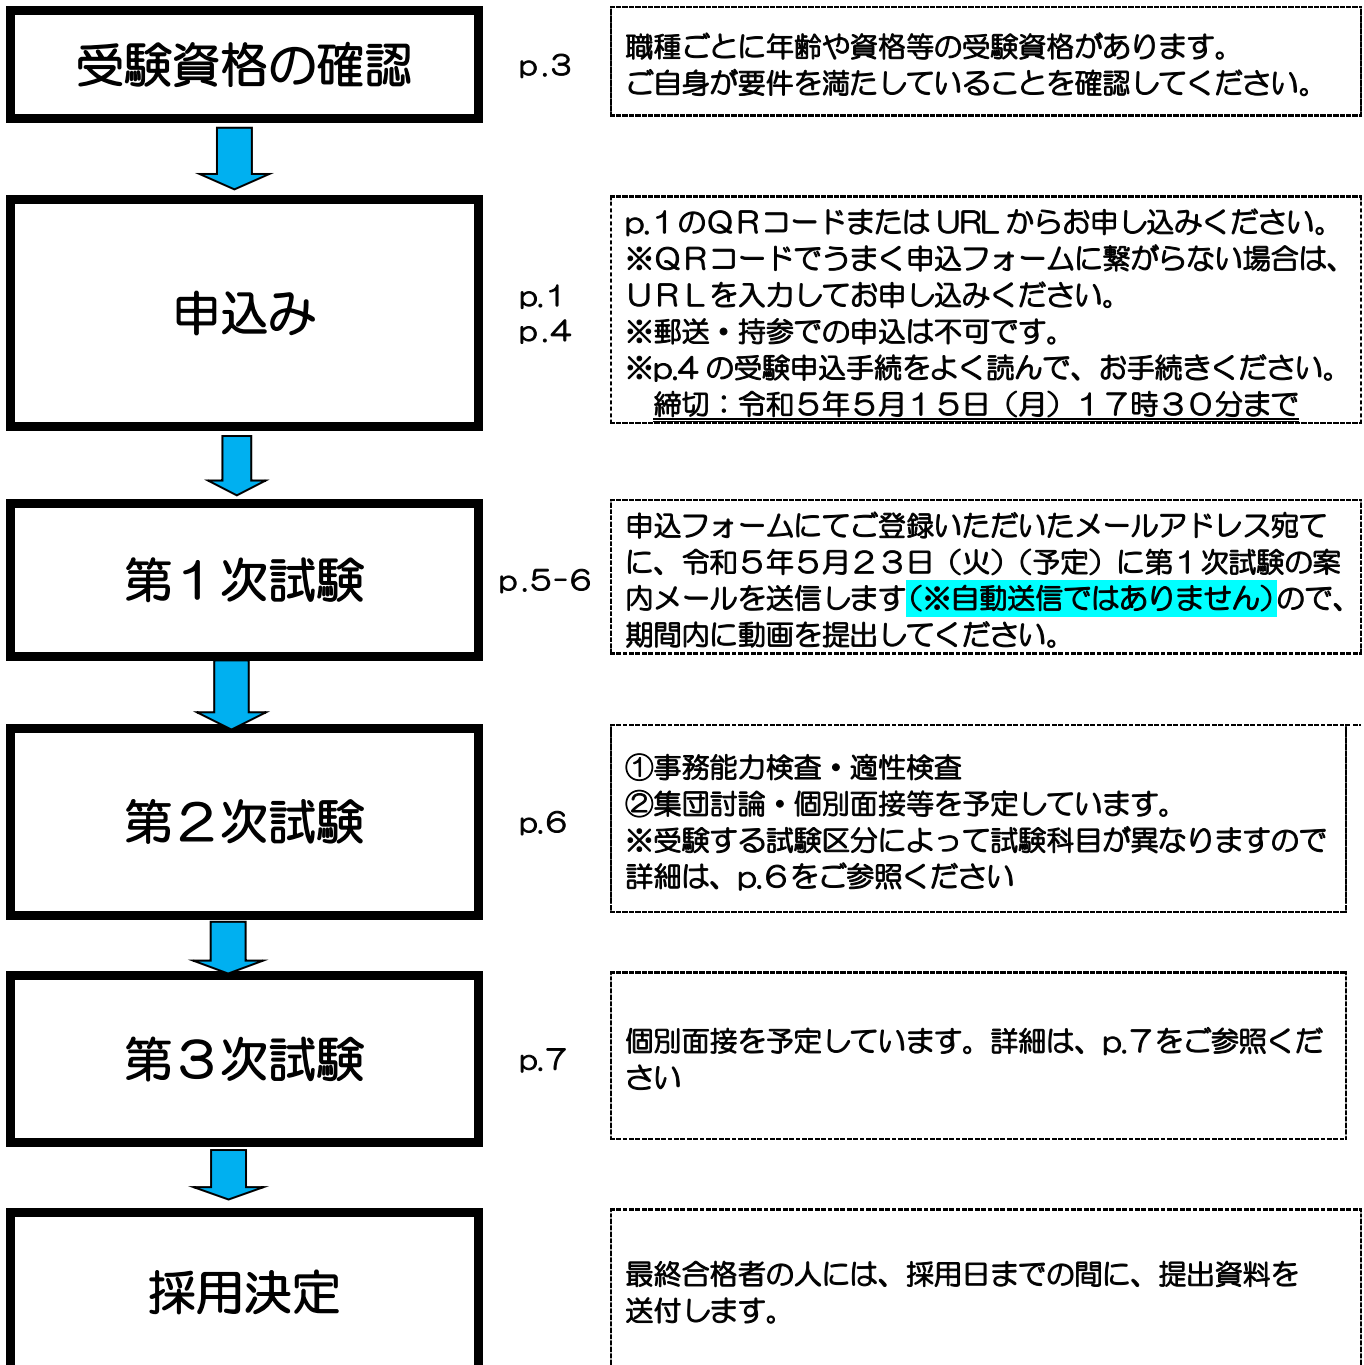 受験資格の確認
p.3
職種ごとに年齢や資格等の受験資格があります。
ご自身が要件を満たしていることを確認してください。
申込み
p.1
p.4
p.1のQRコードまたはURLからお申し込みください。
※QRコードでうまく申込フォームに繋がらない場合は、
URLを入力してお申し込みください。
※郵送・持参での申込は不可です。
※p.4の受験申込手続をよく読んで、お手続きください。
締切：令和5年5月15日（月）17時30分まで
第1次試験
p.5-6
申込フォームにてご登録いただいたメールアドレス宛て
に、令和5年5月23日（火）（予定）に第1次試験の案
内メールを送信します(※自動送信ではありません)ので、
期間内に動画を提出してください。
第2次試験
p.6
①事務能力検査・適性検査
②集団討論・個別面接等を予定しています。
※受験する試験区分によって試験科目が異なりますので
詳細は、p.6をご参照ください
第3次試験
p.7
個別面接を予定しています。詳細は、p.7をご参照くだ
さい
採用決定
最終合格者の人には、採用日までの間に、提出資料を
送付します。